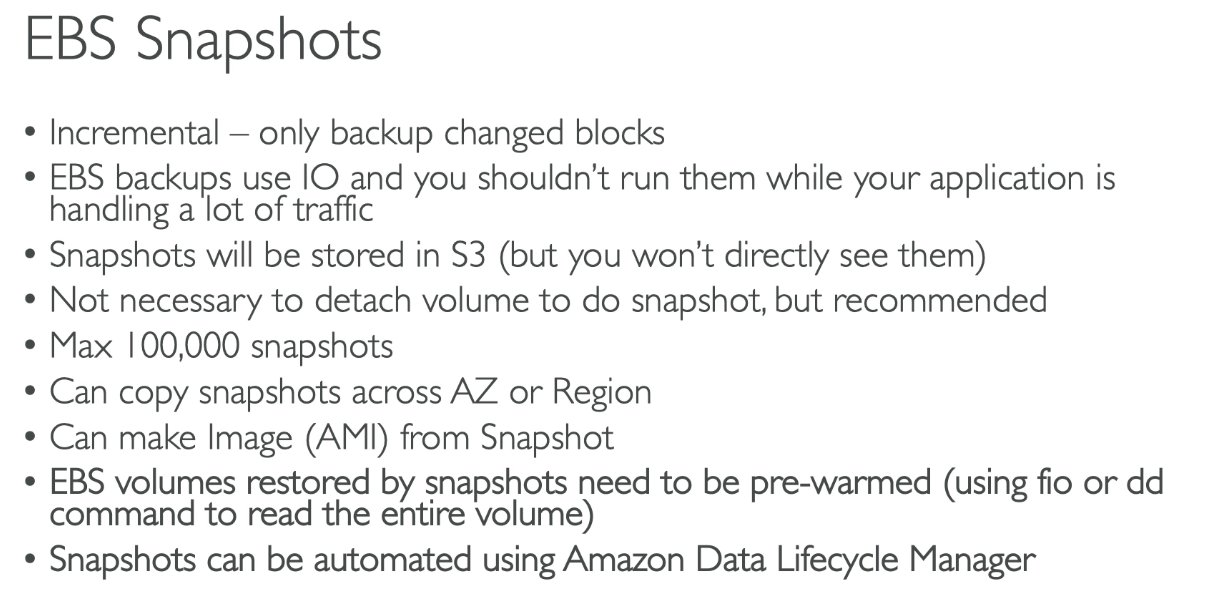 EBS Snapshots
• Incremental – only backup changed blocks
• EBS backups use IO and you shouldn't run them while your application is
handling a lot of traffic
• Snapshots will be stored in S3 (but you won't directly see them)
• Not necessary to detach volume to do snapshot, but recommended
• Max 100,000 snapshots
• Can copy snapshots across AZ or Region
• Can make Image (AMI) from Snapshot
• EBS volumes restored by snapshots need to be pre-warmed (using fio or dd
command to read the entire volume)
• Snapshots can be automated using Amazon Data Lifecycle Manager